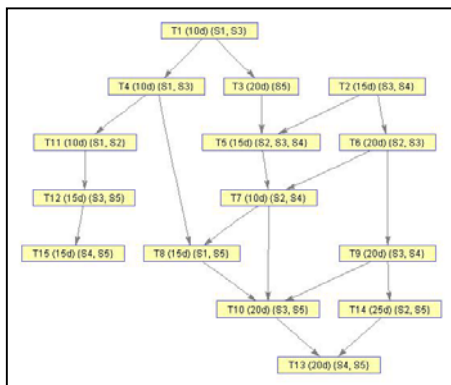 T1 (10d) (S1, S3)
T4 (10d) (S1, S3)
T3 (20d) (S5)
T2 (15d) (S3, S4)
T11 (10d) (S1, S2)
T5 (15d) (S2, S3, S4)
T6 (20d) (S2, S3)
T12 (15d) (S3, S5)
T7 (10d) (S2, S4)
T15 (15d) (S4, S5)
T8 (15d) (S1, S5)
T9 (20d) (S3, S4)
T10 (20d) (S3, S5)
T14 (25d) (S2, S5)
T13 (20d) (S4, S5)